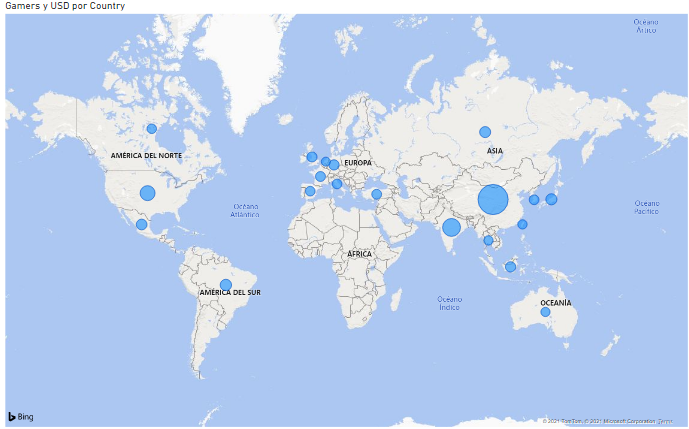 Gamers y USD por Country
Océano
Ártico
AMÉRICA DEL NORTE
EUROPA
ASIA
Océano
Atlántico
Océano
Pacífico
ÁFRICA
AMÉRICA DEL SUR
Océano
Índico
OCEANÍA
Bing
© 2021 TomTom, © 2021 Microsoft Corporation Terms